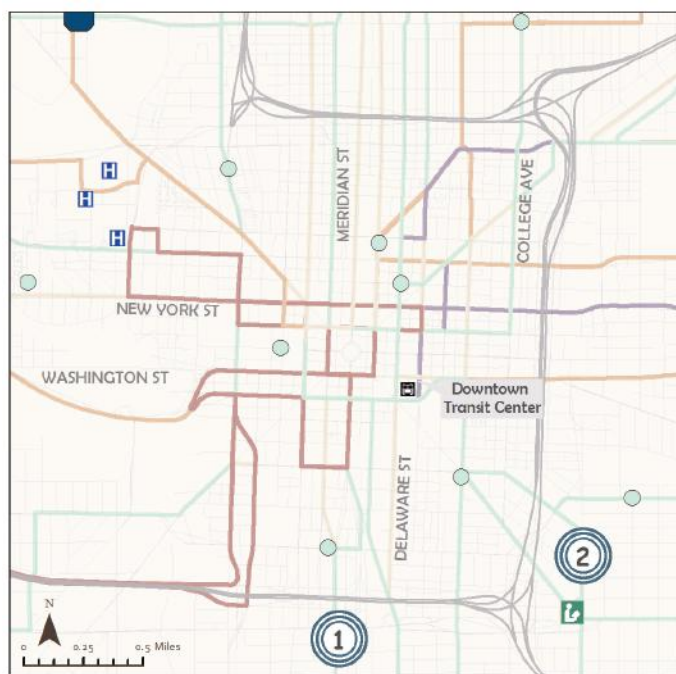 H
H
H
MERIDIAN ST
COLLEGE AVE
NEW YORK ST
WASHINGTON ST
Downtown
Transit Center
DELAWARE ST
2
1
N
0 0.25 0.5 Miles